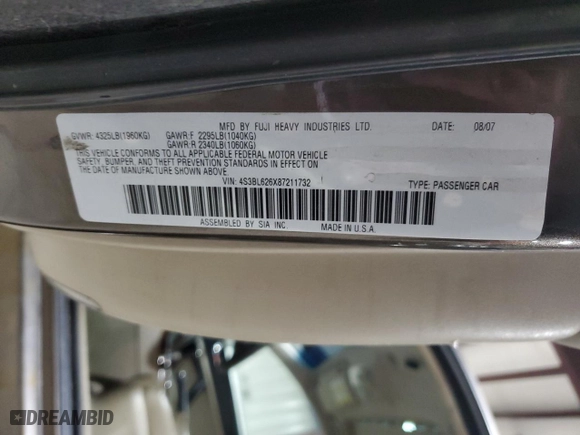 MFD BY FUJI HEAVY INDUSTRIES LTD. DATE: 08/07
GVWR: 4325LB(1960KG) GAWR:F 2295LB(1040KG)
GAWR:R 2340LB(1060KG)
THIS VEHICLE CONFORMS TO ALL APPLICABLE FEDERAL MOTOR VEHICLE
SAFETY, BUMPER, AND THEFT PREVENTION STANDARDS IN EFFECT ON
THE DATE OF MANUFACTURE SHOWN ABOVE.
VIN: 4S3BL626X87211732 TYPE: PASSENGER CAR
ASSEMBLED BY SIA INC. MADE IN U.S.A.
DREAMBID